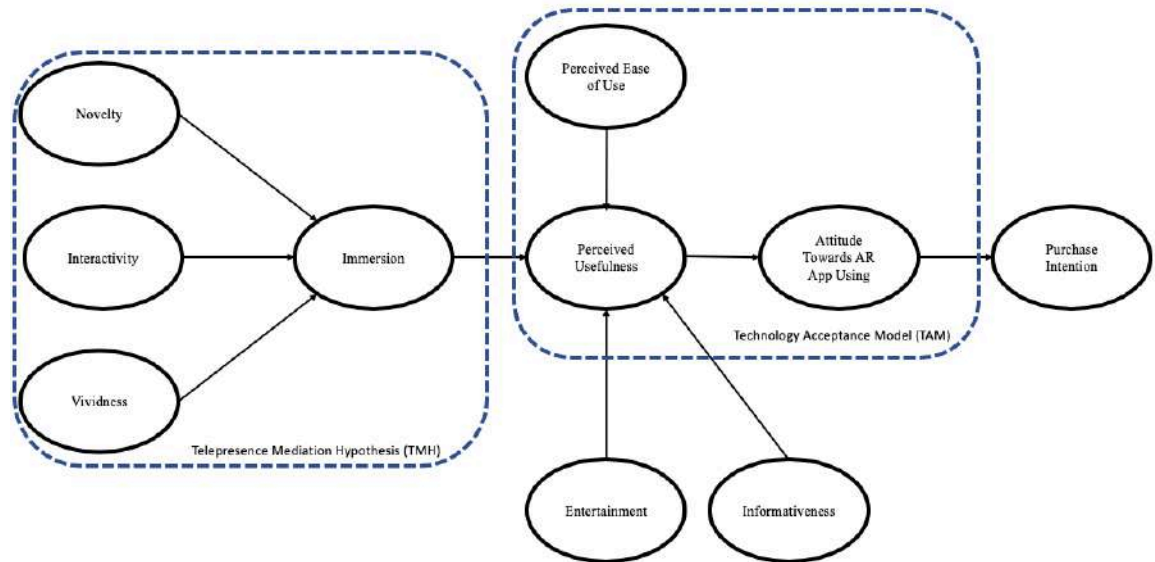 Perceived Ease
of Use
Novelty
Interactivity
Immersion
Perceived
Usefulness
Attitude
Towards AR
App Using
Purchase
Intention
Technology Acceptance Model (TAM)
Vividness
Telepresence Mediation Hypothesis (TMH)
Entertainment
Informativeness